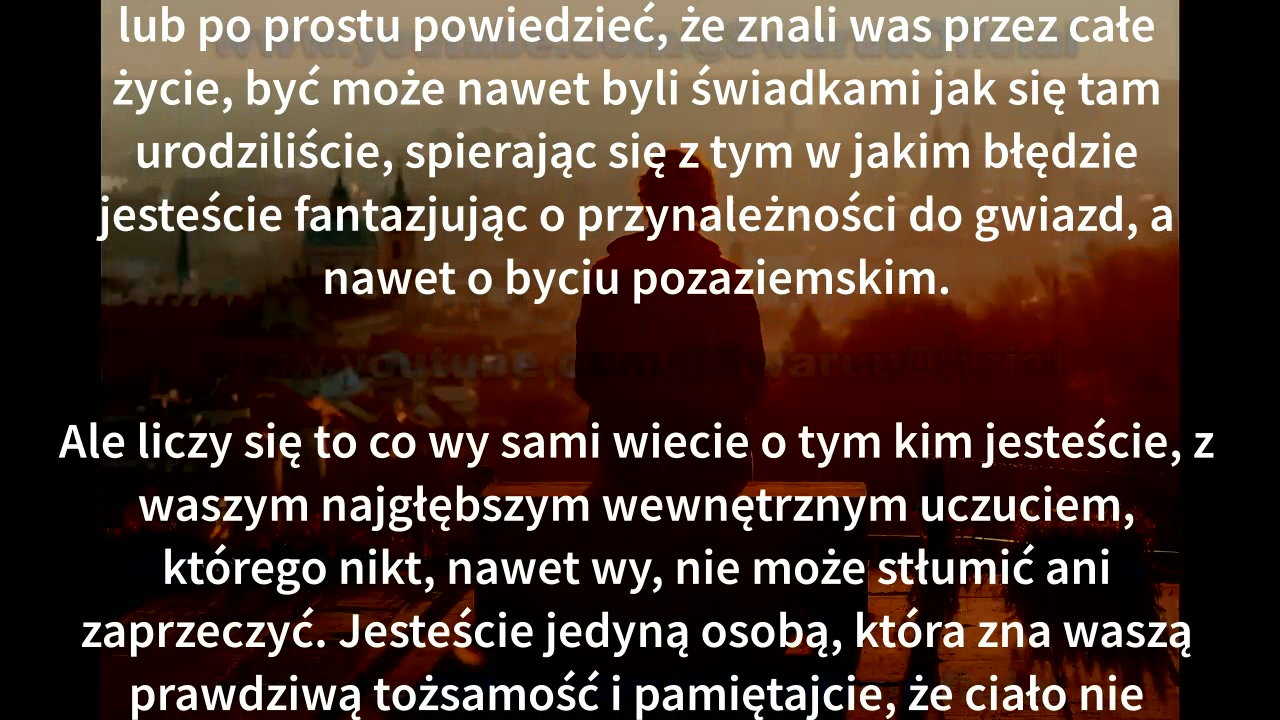 lub po prostu powiedzieć, że znali was przez całe
życie, być może nawet byli świadkami jak się tam
urodziliście, spierając się z tym w jakim błędzie
jesteście fantazjując o przynależności do gwiazd, a
nawet o byciu pozaziemskim.
Ale liczy się to co wy sami wiecie o tym kim jesteście, z
waszym najgłębszym wewnętrznym uczuciem,
którego nikt, nawet wy, nie może stłumić ani
zaprzeczyć. Jesteście jedyną osobą, która zna waszą
prawdziwą tożsamość i pamiętajcie, że ciało nie